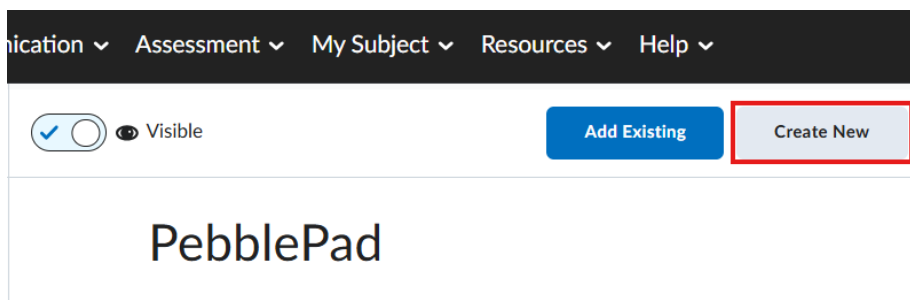 nication Assessment My Subject Resources Help
Visible Add Existing Create New
PebblePad